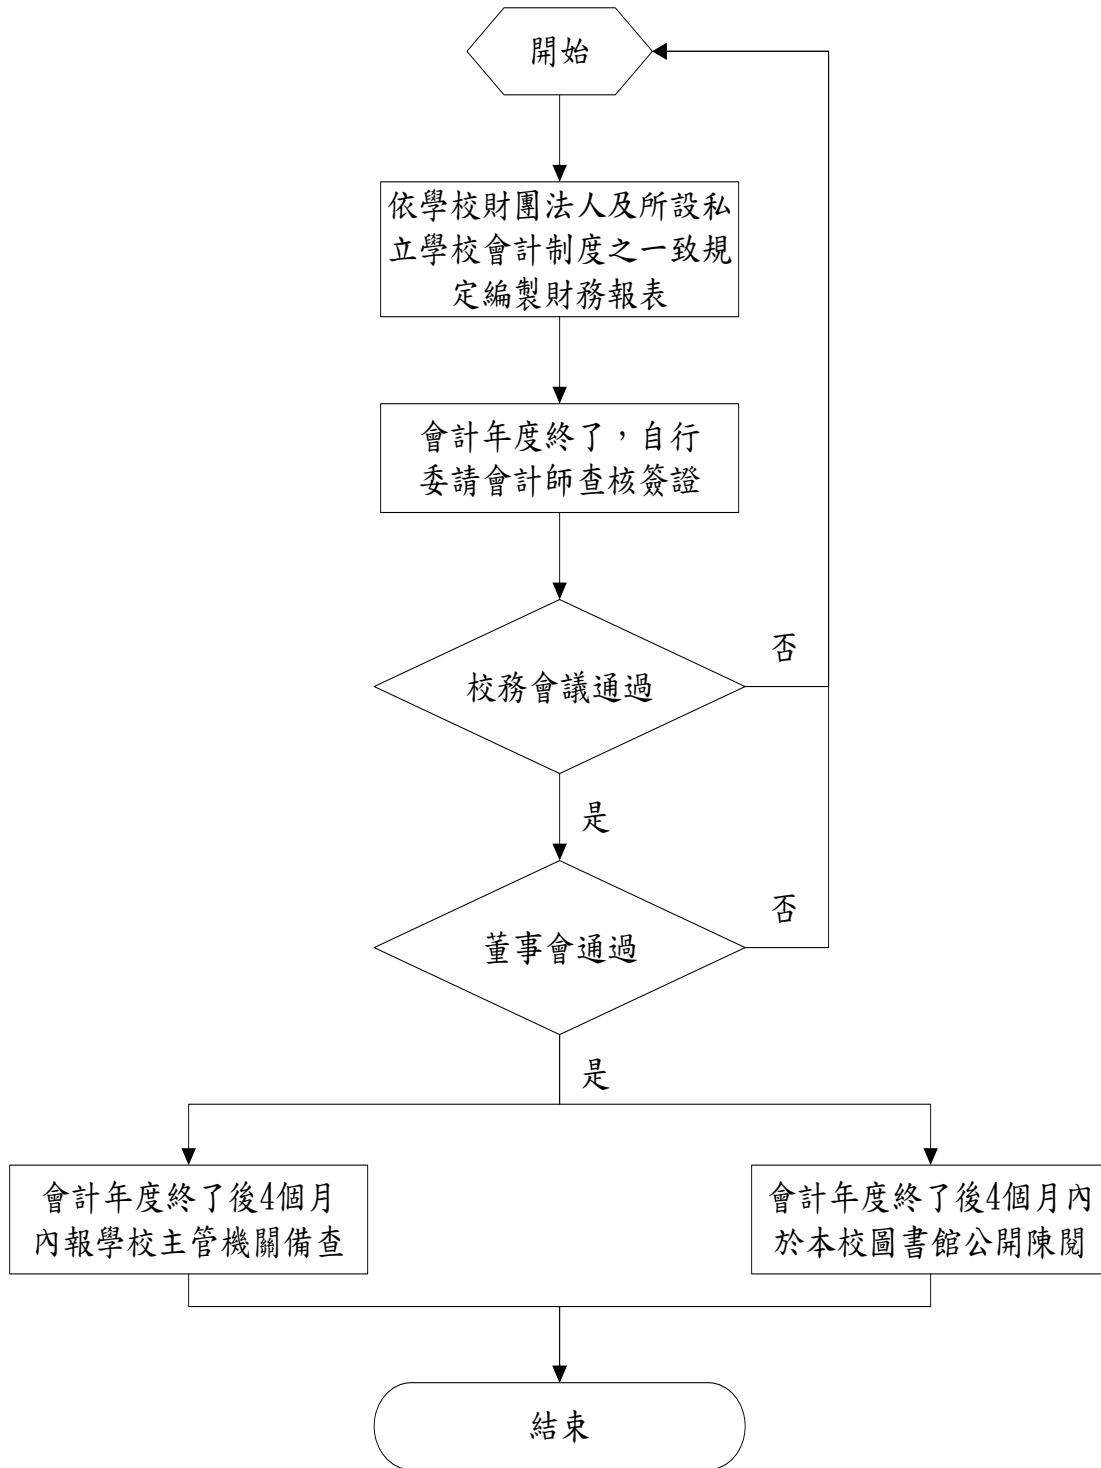 開始
依學校財團法人及所設私
立學校會計制度之一致規
定編製財務報表
會計年度終了，自行
委請會計師查核簽證
校務會議通過
否
是
董事會通過
否
是
會計年度終了後4個月
內報學校主管機關備查
會計年度終了後4個月內
於本校圖書館公開陳閱
結束